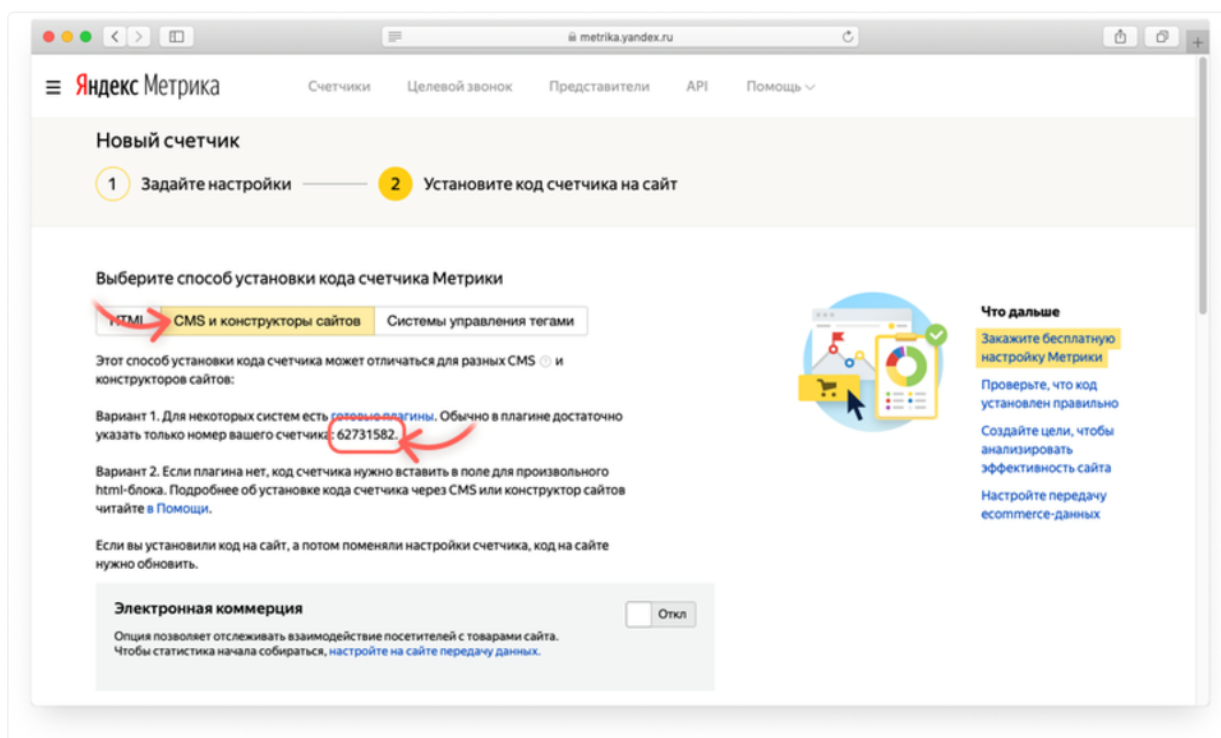 metrika.yandex.ru
Яндекс Метрика
Счетчики Целевой звонок Представители API Помощь
Новый счетчик
1 Задайте настройки 2 Установите код счетчика на сайт
Выберите способ установки кода счетчика Метрики
HTML CMS и конструкторы сайтов Системы управления тегами
Этот способ установки кода счетчика может отличаться для разных CMS ? и
конструкторов сайтов:
Вариант 1. Для некоторых систем есть готовые плагины. Обычно в плагине достаточно
указать только номер вашего счетчика: 62731582.
Вариант 2. Если плагина нет, код счетчика нужно вставить в поле для произвольного
html-блока. Подробнее об установке кода счетчика через CMS или конструктор сайтов
читайте в Помощи.
Если вы установили код на сайт, а потом поменяли настройки счетчика, код на сайте
нужно обновить.
Электронная коммерция
Откл
Опция позволяет отслеживать взаимодействие посетителей с товарами сайта.
Чтобы статистика начала собираться, настройте на сайте передачу данных.
Что дальше
Закажите бесплатную
настройку Метрики
Проверьте, что код
установлен правильно
Создайте цели, чтобы
анализировать
эффективность сайта
Настройте передачу
ecommerce-данных